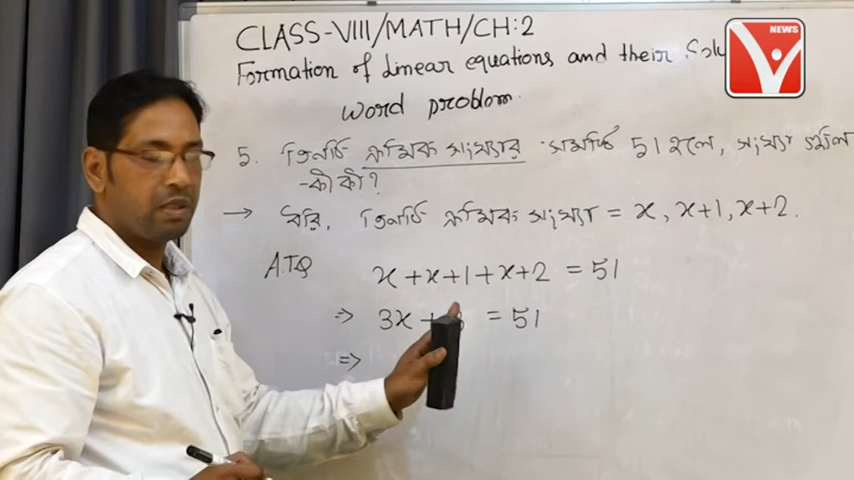 CLASS-VIII/MATH/CH:2
Formation of Linear equations and their Solu
word problem.
5. তিনটি ক্রমিক সংখ্যার সমষ্টি 51 হলে, সংখ্যা
কী কী?
→ ধরি, তিনটি ক্রমিক সংখ্যা = x, x+1, x+2.
A.T.Q x + x+1 + x+2 = 51
⇒ 3x + = 51
⇒
NEWS